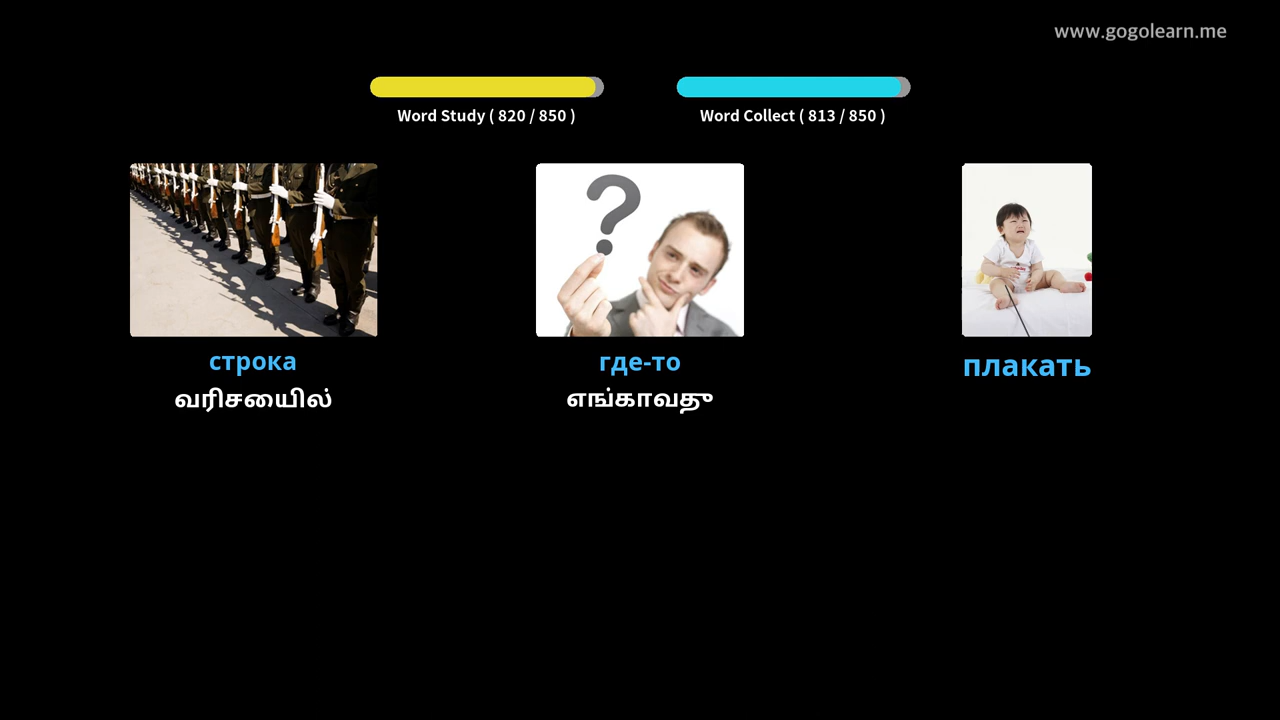 www.gogolearn.me
Word Study ( 820 / 850 )
Word Collect ( 813 / 850 )
строка
где-то
плакать
வரிசையில்
எங்காவது